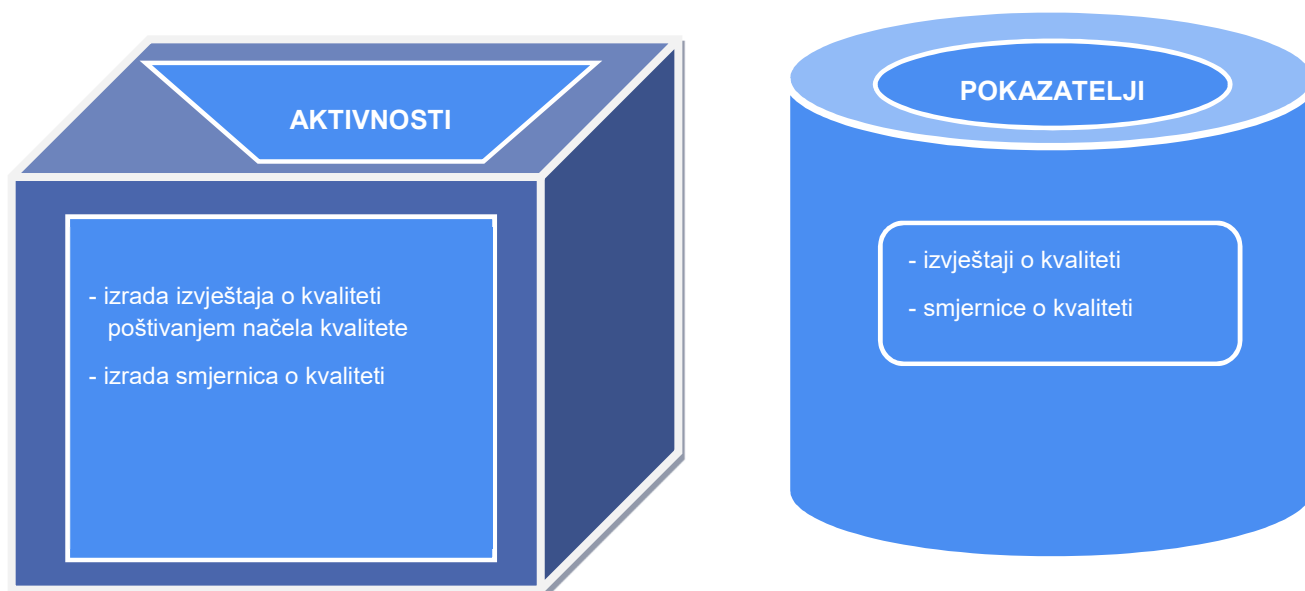 AKTIVNOSTI
- izrada izvještaja o kvaliteti
poštivanjem načela kvalitete
- izrada smjernica o kvaliteti
POKAZATELJI
- izvještaji o kvaliteti
- smjernice o kvaliteti